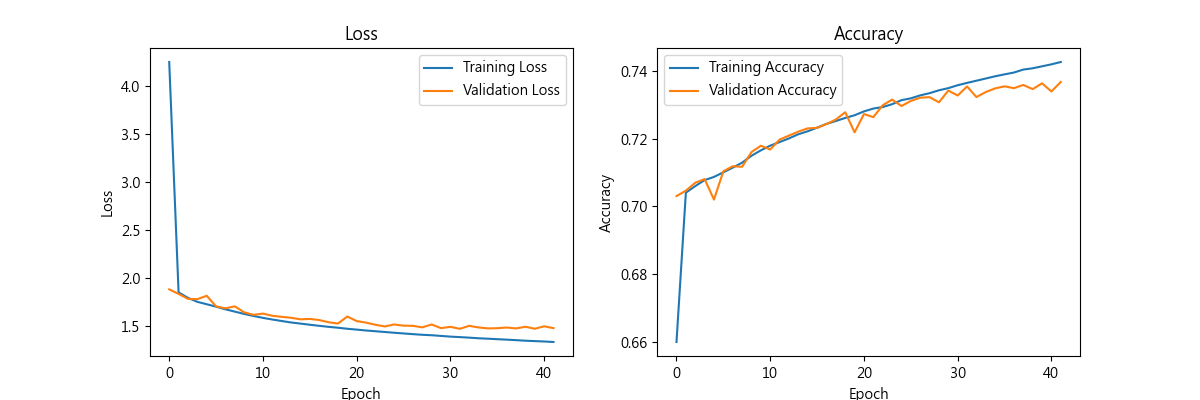 Loss
Training Loss
Validation Loss
4.0
3.5
3.0
2.5
2.0
1.5
Loss
0
10
20
30
40
Epoch
Accuracy
Training Accuracy
Validation Accuracy
0.74
0.72
0.70
0.68
0.66
Accuracy
0
10
20
30
40
Epoch